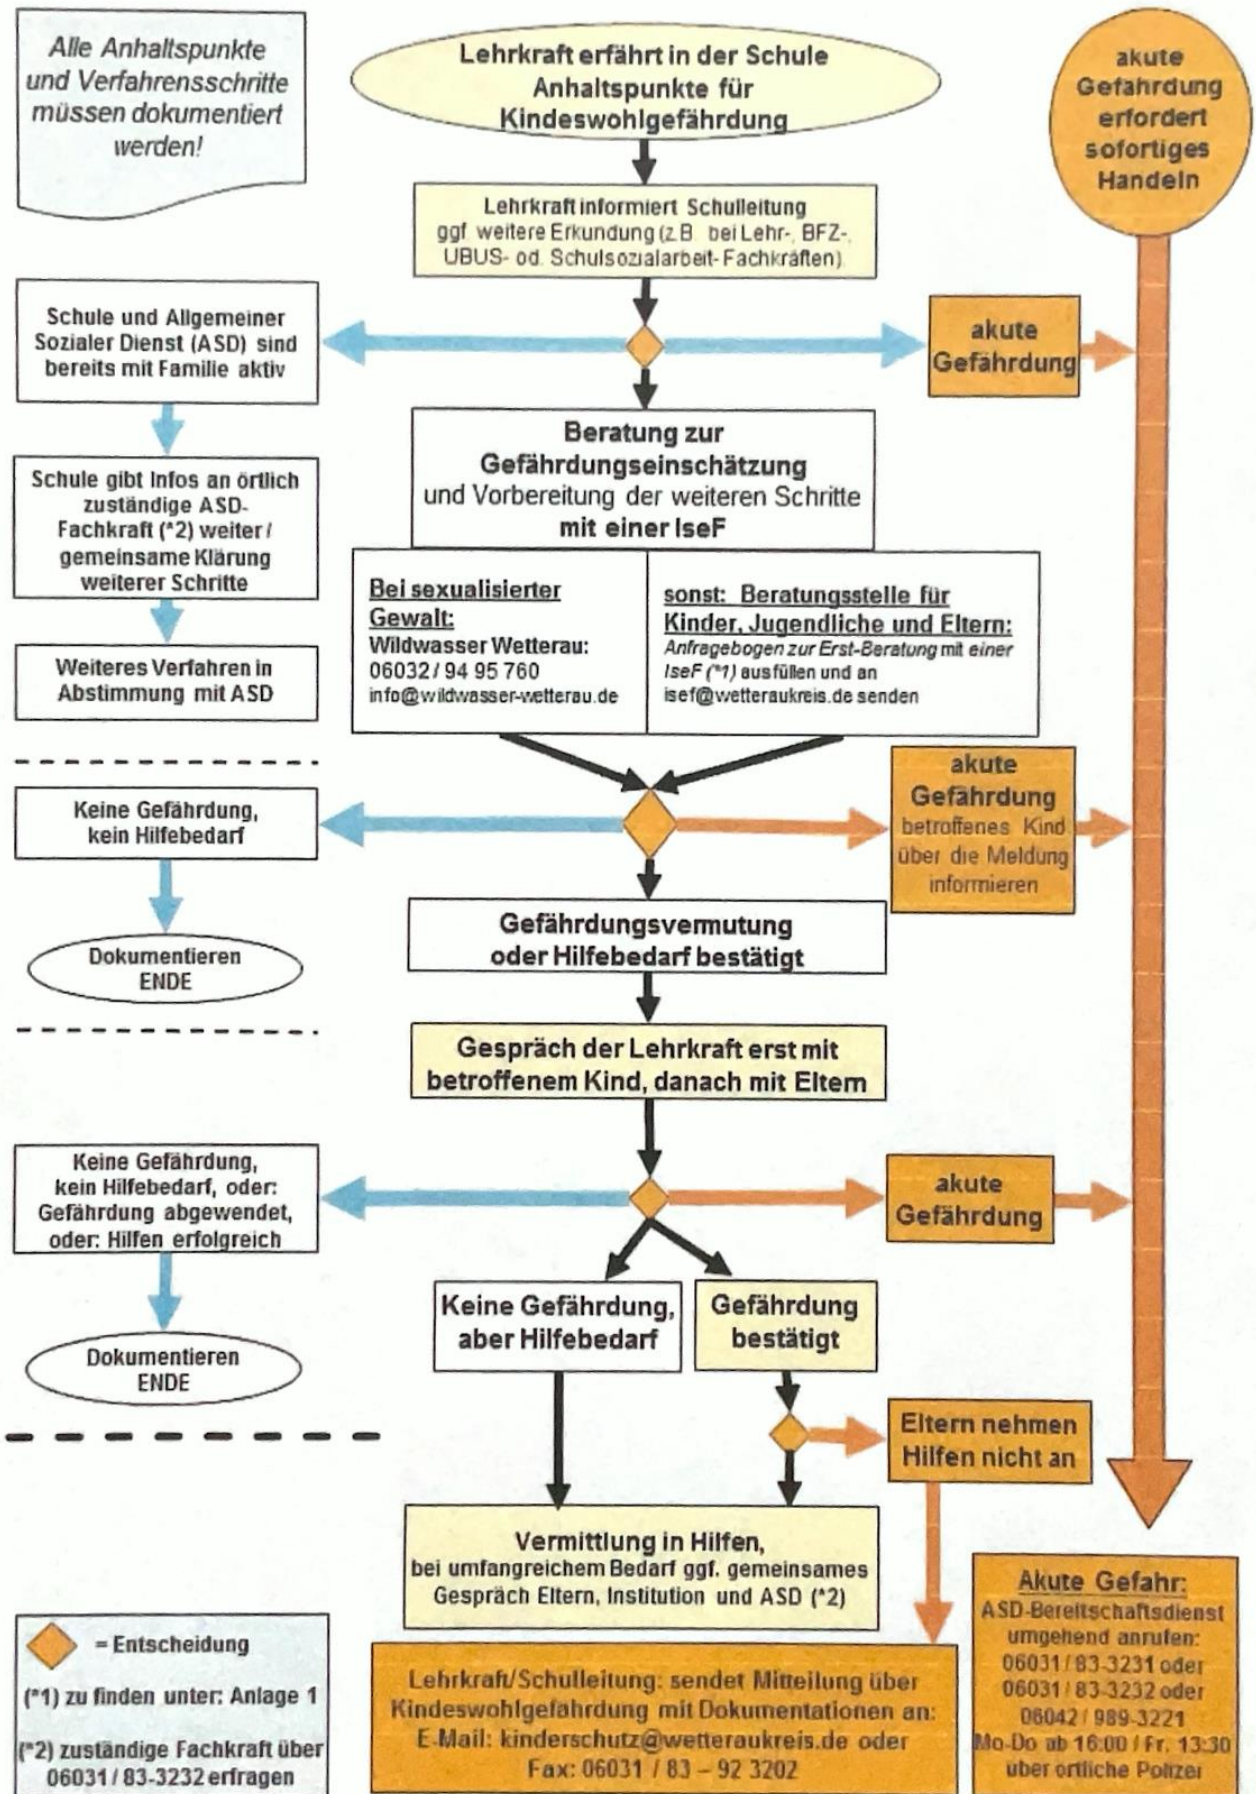 Alle Anhaltspunkte
und Verfahrensschritte
müssen dokumentiert
werden!
Lehrkraft erfährt in der Schule
Anhaltspunkte für
Kindeswohlgefährdung
akute
Gefährdung
erfordert
sofortiges
Handeln
Lehrkraft informiert Schulleitung
ggf. weitere Erkundung (z.B. bei Lehr-, BFZ-,
UBUS- od. Schulsozialarbeit- Fachkräften)
Schule und Allgemeiner
Sozialer Dienst (ASD) sind
bereits mit Familie aktiv
akute
Gefährdung
Beratung zur
Gefährdungseinschätzung
und Vorbereitung der weiteren Schritte
mit einer IseF
Schule gibt Infos an örtlich
zuständige ASD-
Fachkraft (*2) weiter /
gemeinsame Klärung
weiterer Schritte
Bei sexualisierter
Gewalt:
Wildwasser Wetterau:
06032 / 94 95 760
info@wildwasser-wetterau.de
sonst: Beratungsstelle für
Kinder, Jugendliche und Eltern:
Anfragebogen zur Erst-Beratung mit einer
IseF (*1) ausfüllen und an
isef@wetteraukreis.de senden
Weiteres Verfahren in
Abstimmung mit ASD
Keine Gefährdung,
kein Hilfebedarf
akute
Gefährdung
betroffenes Kind
über die Meldung
informieren
Dokumentieren
ENDE
Gefährdungsvermutung
oder Hilfebedarf bestätigt
Gespräch der Lehrkraft erst mit
betroffenem Kind, danach mit Eltern
Keine Gefährdung,
kein Hilfebedarf, oder:
Gefährdung abgewendet,
oder: Hilfen erfolgreich
akute
Gefährdung
Dokumentieren
ENDE
Keine Gefährdung,
aber Hilfebedarf
Gefährdung
bestätigt
Eltern nehmen
Hilfen nicht an
Vermittlung in Hilfen,
bei umfangreichem Bedarf ggf. gemeinsames
Gespräch Eltern, Institution und ASD (*2)
= Entscheidung
(*1) zu finden unter: Anlage 1
(*2) zuständige Fachkraft über
06031 / 83-3232 erfragen
Lehrkraft/Schulleitung: sendet Mitteilung über
Kindeswohlgefährdung mit Dokumentationen an:
E-Mail: kinderschutz@wetteraukreis.de oder
Fax: 06031 / 83 – 92 3202
Akute Gefahr:
ASD-Bereitschaftsdienst
umgehend anrufen:
06031 / 83-3231 oder
06031 / 83-3232 oder
06042 / 989-3221
Mo-Do ab 16:00 / Fr. 13:30
über örtliche Polizei